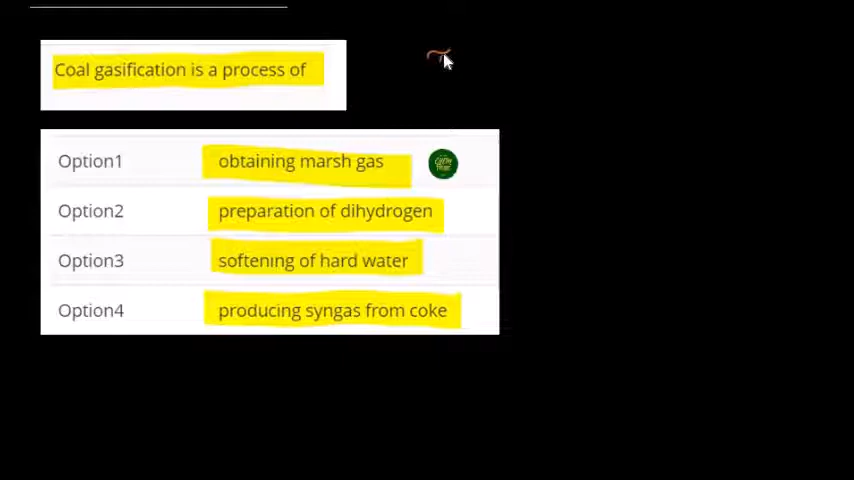 Coal gasification is a process of
Option1 obtaining marsh gas
Option2 preparation of dihydrogen
Option3 softening of hard water
Option4 producing syngas from coke